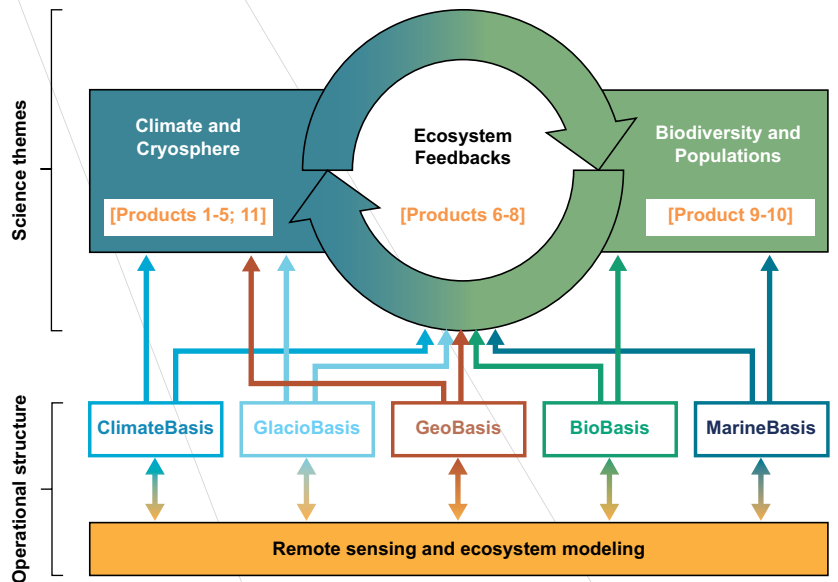 Science themes
Climate and
Cryosphere
[Products 1-5; 11]
Ecosystem
Feedbacks
[Products 6-8]
Biodiversity and
Populations
[Product 9-10]
Operational structure
ClimateBasis
GlacioBasis
GeoBasis
BioBasis
MarineBasis
Remote sensing and ecosystem modeling